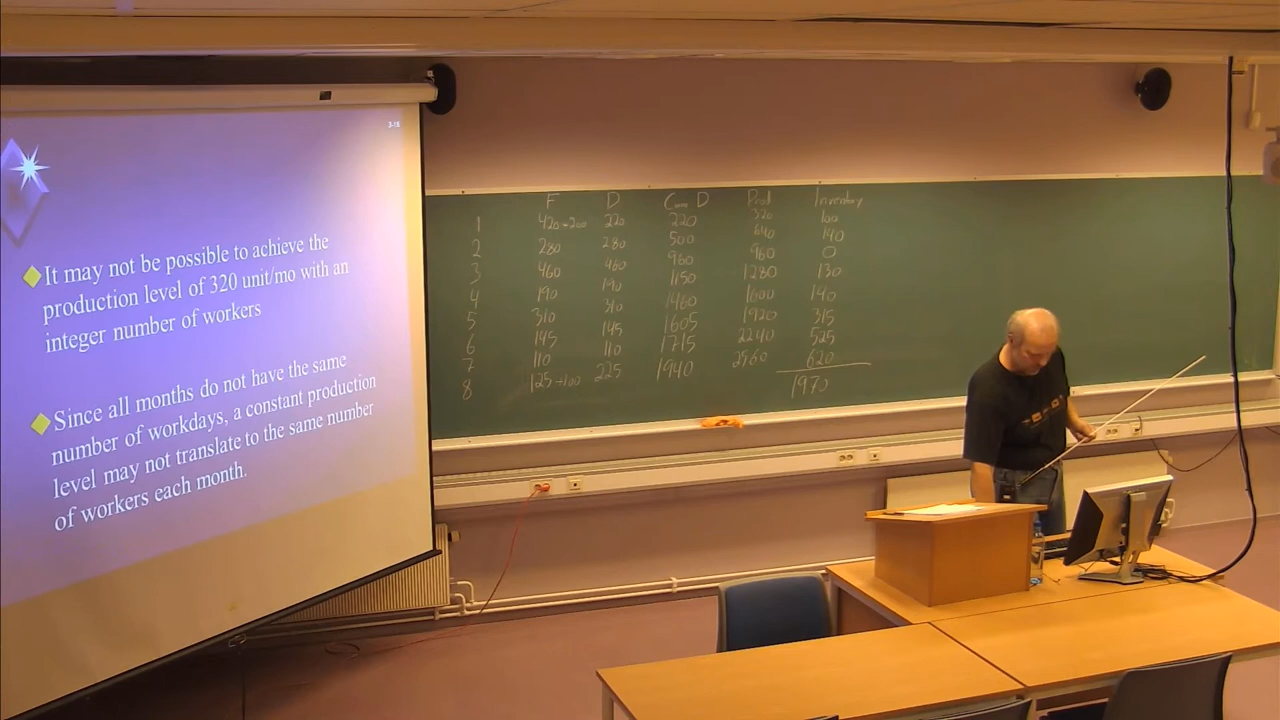 3-18
It may not be possible to achieve the
production level of 320 unit/mo with an
integer number of workers
Since all months do not have the same
number of workdays, a constant production
level may not translate to the same number
of workers each month.
F D Cum D Prod Inventory
1 420-200 220 220 320 100
2 280 280 500 640 140
3 460 460 960 960 0
4 190 190 1150 1280 130
5 310 310 1460 1600 140
6 145 145 1605 1920 315
7 110 110 1715 2240 525
8 125+100 225 1940 2560 620
1970